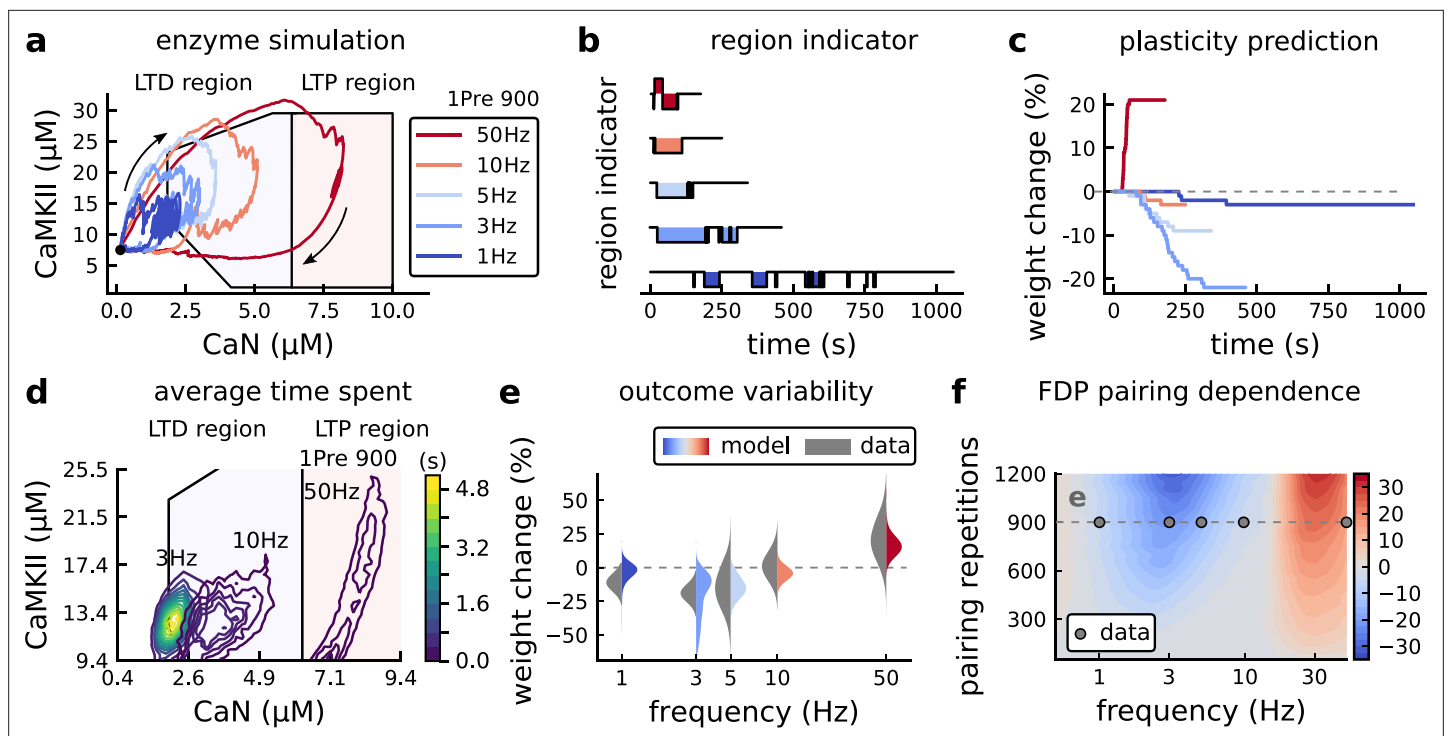 a enzyme simulation
LTD region LTP region
1Pre 900
50Hz
10Hz
5Hz
3Hz
1Hz
CaMKII (μM)
30
25
20
15
10
5
0.0 2.5 5.0 7.5 10.0
CaN (μM)
b region indicator
region indicator
0 250 500 750 1000
time (s)
c plasticity prediction
weight change (%)
20
10
0
-10
-20
0 250 500 750 1000
time (s)
d average time spent
LTD region LTP region
1Pre 900
50Hz
10Hz
3Hz
CaMKII (μM)
25.5
21.5
17.4
13.4
9.4
0.4 2.6 4.9 7.1 9.4
CaN (μM)
(s)
4.8
4.0
3.2
2.4
1.6
0.8
0.0
e outcome variability
model data
weight change (%)
50
25
0
−25
−50
1 3 5 10 50
frequency (Hz)
f FDP pairing dependence
pairing repetitions
1200
900
600
300
e
data
1 3 10 30
frequency (Hz)
30
20
10
0
−10
−20
−30